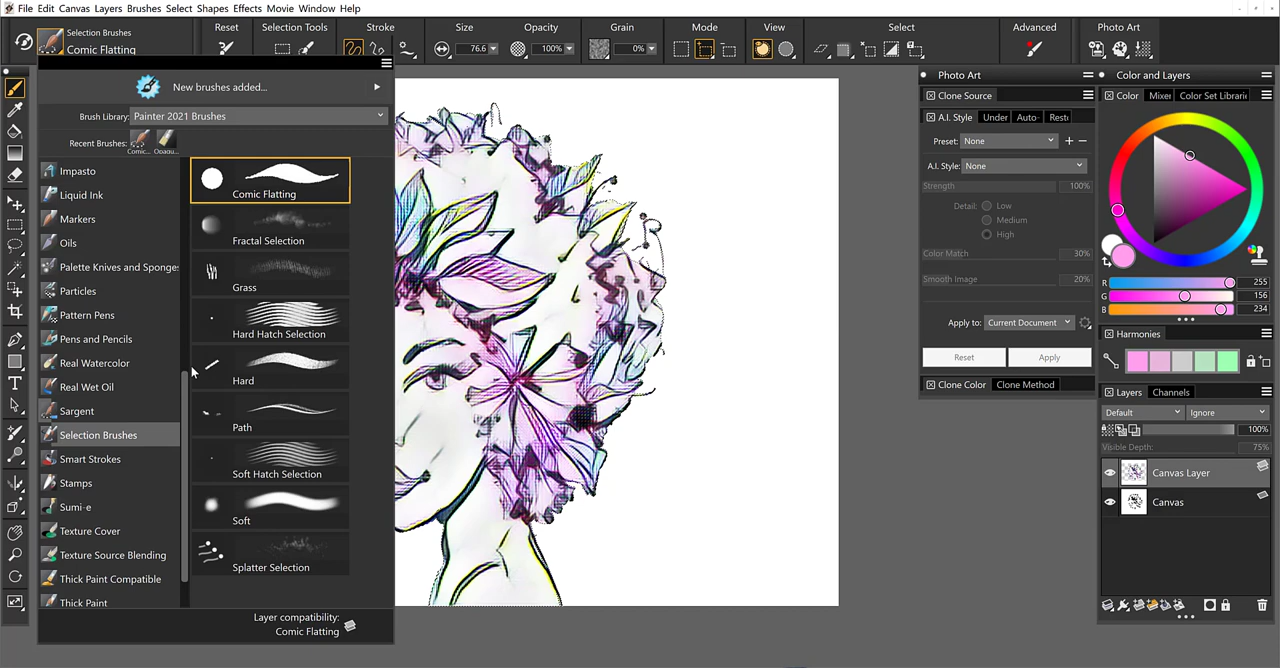 File Edit Canvas Layers Brushes Select Shapes Effects Movie Window Help
Selection Brushes
Comic Flatting
Reset
Selection Tools
Stroke
Size
76.6
Opacity
100%
Grain
0%
Mode
View
Select
Advanced
Photo Art
New brushes added...
Brush Library: Painter 2021 Brushes
Recent Brushes: Comic...
Impasto
Liquid Ink
Markers
Oils
Palette Knives and Sponge:
Particles
Pattern Pens
Pens and Pencils
Real Watercolor
Real Wet Oil
Sargent
Selection Brushes
Smart Strokes
Stamps
Sumi-e
Texture Cover
Texture Source Blending
Thick Paint Compatible
Thick Paint
Comic Flatting
Fractal Selection
Grass
Hard Hatch Selection
Hard
Path
Soft Hatch Selection
Soft
Splatter Selection
Layer compatibility:
Comic Flatting
Photo Art
Clone Source
A.I. Style Under Auto- Rest
Preset: None
A.I. Style: None
Strength 100%
Detail: Low
Medium
High
Color Match 30%
Smooth Image 20%
Apply to: Current Document
Reset Apply
Clone Color Clone Method
Color and Layers
Color Mixe Color Set Librari
R 255
G 156
B 234
Harmonies
Layers Channels
Default Ignore
100%
Visible Depth: 75%
Canvas Layer
Canvas